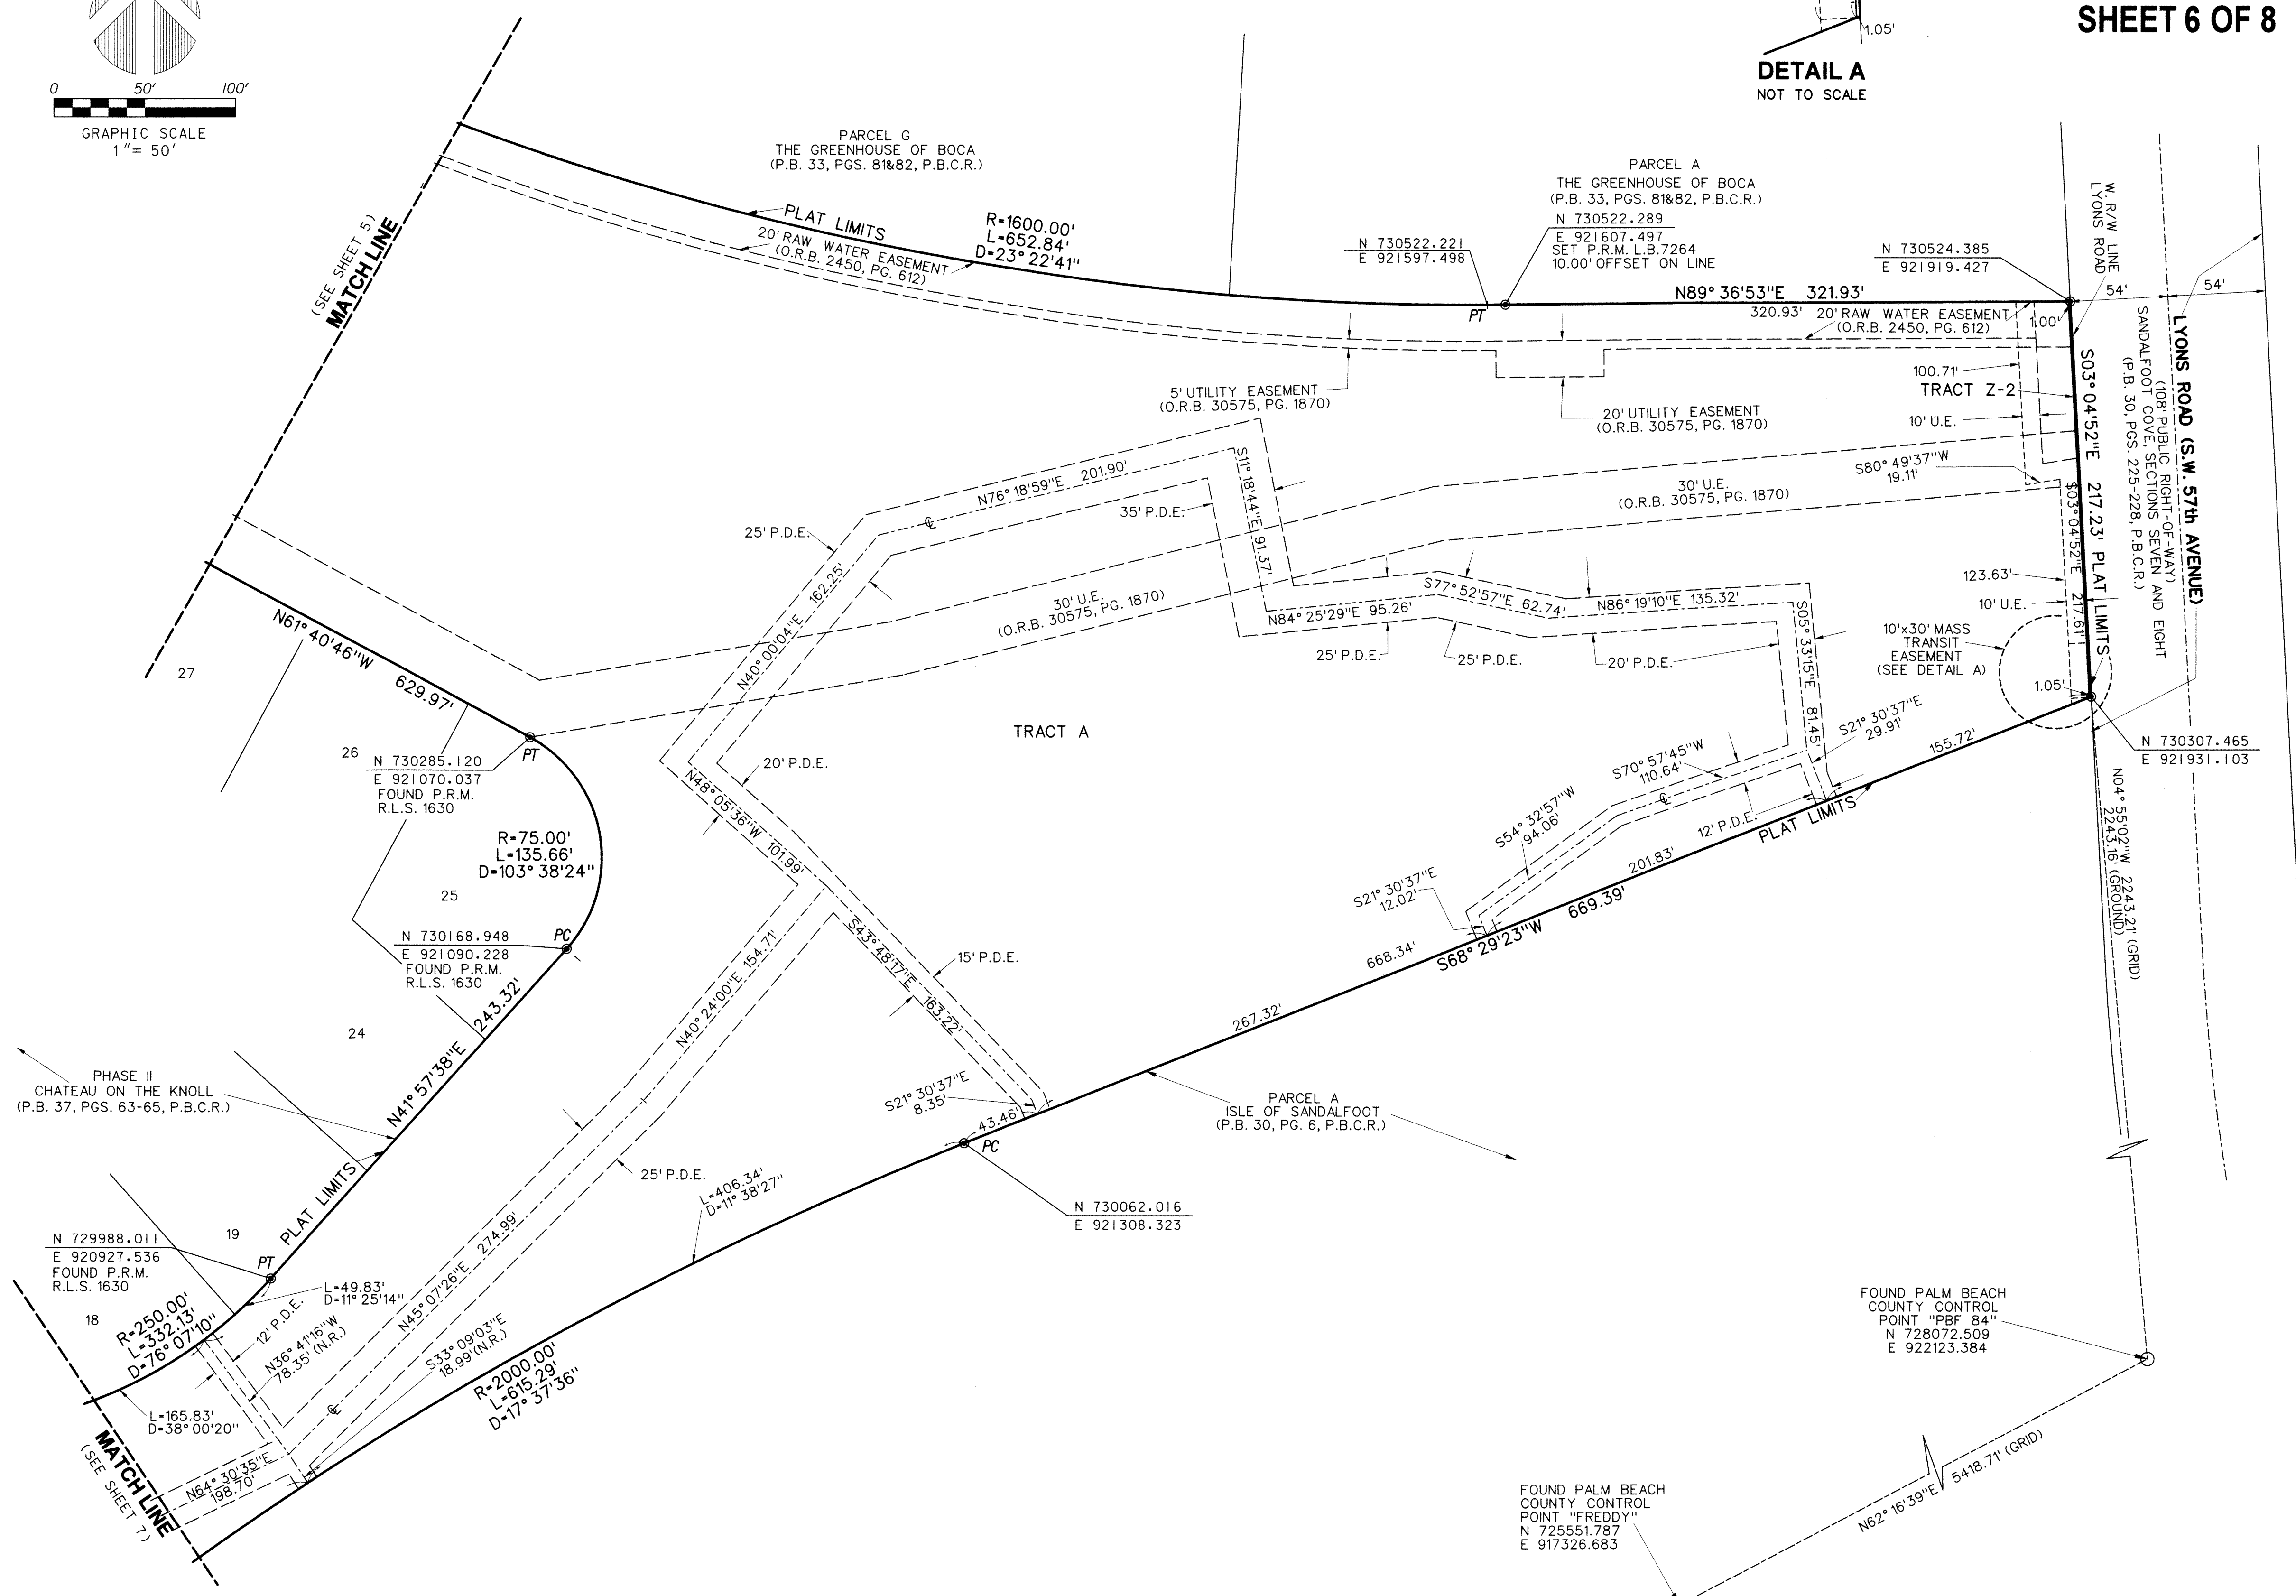 SHEET 6 OF 8
0 50' 100'
GRAPHIC SCALE
1"= 50'
1.05'
DETAIL A
NOT TO SCALE
PARCEL G
THE GREENHOUSE OF BOCA
(P.B. 33, PGS. 81&82, P.B.C.R.)
PARCEL A
THE GREENHOUSE OF BOCA
(P.B. 33, PGS. 81&82, P.B.C.R.)
N 730522.289
E 921607.497
SET P.R.M. L.B.7264
10.00' OFFSET ON LINE
N 730522.221
E 921597.498
N 730524.385
E 921919.427
W. R/W LINE
LYONS ROAD
(SEE SHEET 5)
MATCH LINE
PLAT LIMITS
20' RAW WATER EASEMENT
(O.R.B. 2450, PG. 612)
R=1600.00'
L=652.84'
D=23° 22'41"
PT
N89° 36'53"E 321.93'
54'
54'
320.93'
20' RAW WATER EASEMENT
(O.R.B. 2450, PG. 612)
1.00'
5' UTILITY EASEMENT
(O.R.B. 30575, PG. 1870)
20' UTILITY EASEMENT
(O.R.B. 30575, PG. 1870)
100.71'
TRACT Z-2
10' U.E.
S80° 49'37"W
19.11'
S03° 04'52"E 217.23' PLAT LIMITS
S03° 04'52"E 217.61'
LYONS ROAD (S.W. 57th AVENUE)
(108' PUBLIC RIGHT-OF-WAY)
SANDALFOOT COVE, SECTIONS SEVEN AND EIGHT
(P.B. 30, PGS. 225-228, P.B.C.R.)
N76° 18'59"E 201.90'
S11° 18'44"E 91.37'
35' P.D.E.
25' P.D.E.
30' U.E.
(O.R.B. 30575, PG. 1870)
30' U.E.
(O.R.B. 30575, PG. 1870)
N40° 00'04"E 162.25'
N84° 25'29"E 95.26'
S77° 52'57"E 62.74'
N86° 19'10"E 135.32'
25' P.D.E.
25' P.D.E.
20' P.D.E.
S05° 33'15"E 81.45'
123.63'
10' U.E.
10'x30' MASS
TRANSIT
EASEMENT
(SEE DETAIL A)
1.05'
N 730307.465
E 921931.103
N61° 40'46"W 629.97'
27
26
N 730285.120
E 921070.037
FOUND P.R.M.
R.L.S. 1630
PT
TRACT A
20' P.D.E.
N48° 05'36"W 101.99'
S21° 30'37"E
29.91'
S70° 57'45"W
110.64'
155.72'
12' P.D.E.
PLAT LIMITS
S54° 32'57"W
94.06'
201.83'
S21° 30'37"E
12.02'
N04° 55'02"W 2243.21' (GRID)
2243.16' (GROUND)
R=75.00'
L=135.66'
D=103° 38'24"
25
N 730168.948
E 921090.228
FOUND P.R.M.
R.L.S. 1630
PC
S43° 48'17"E 163.22'
15' P.D.E.
N40° 24'00"E 154.71'
668.34'
S68° 29'23"W 669.39'
267.32'
24
N41° 57'38"E 243.32'
PHASE II
CHATEAU ON THE KNOLL
(P.B. 37, PGS. 63-65, P.B.C.R.)
S21° 30'37"E
8.35'
43.46'
PC
PARCEL A
ISLE OF SANDALFOOT
(P.B. 30, PG. 6, P.B.C.R.)
25' P.D.E.
L=406.34'
D=11° 38'27"
N 730062.016
E 921308.323
PLAT LIMITS
19
N 729988.011
E 920927.536
FOUND P.R.M.
R.L.S. 1630
PT
18
R=250.00'
L=332.13'
D=76° 07'10"
L=49.83'
D=11° 25'14"
12' P.D.E.
N36° 41'16"W
78.35' (N.R.)
N45° 07'26"E 274.99'
S33° 09'03"E
18.99'(N.R.)
R=2000.00'
L=615.29'
D=17° 37'36"
L=165.83'
D=38° 00'20"
MATCH LINE
(SEE SHEET 7)
N64° 30'35"E
198.70'
FOUND PALM BEACH
COUNTY CONTROL
POINT "PBF 84"
N 728072.509
E 922123.384
FOUND PALM BEACH
COUNTY CONTROL
POINT "FREDDY"
N 725551.787
E 917326.683
N62° 16'39"E 5418.71' (GRID)